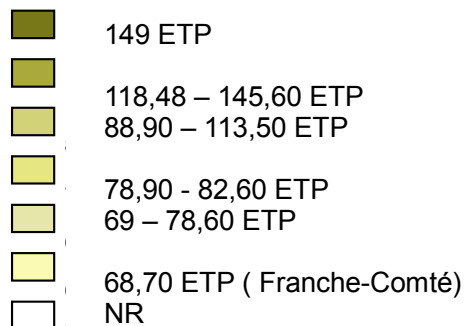 149 ETP
118,48 – 145,60 ETP
88,90 – 113,50 ETP
78,90 - 82,60 ETP
69 – 78,60 ETP
68,70 ETP ( Franche-Comté)
NR